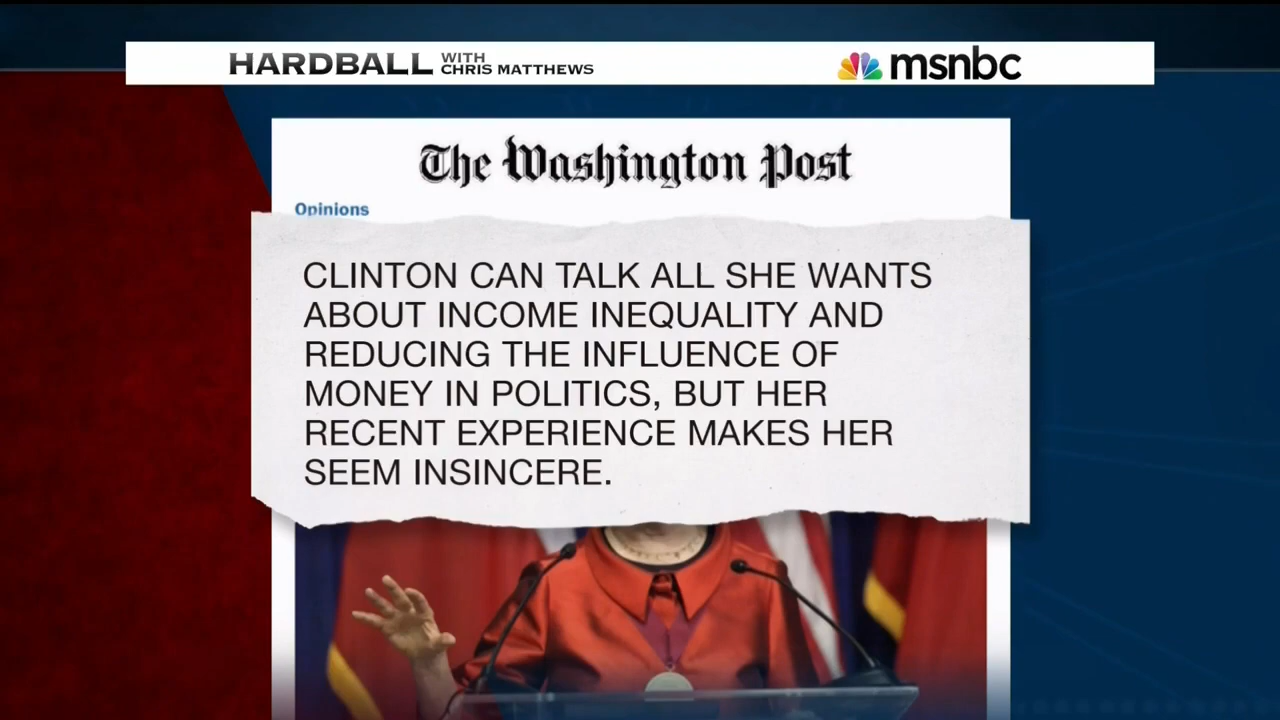 HARDBALL WITH CHRIS MATTHEWS
msnbc
The Washington Post
Opinions
CLINTON CAN TALK ALL SHE WANTS
ABOUT INCOME INEQUALITY AND
REDUCING THE INFLUENCE OF
MONEY IN POLITICS, BUT HER
RECENT EXPERIENCE MAKES HER
SEEM INSINCERE.